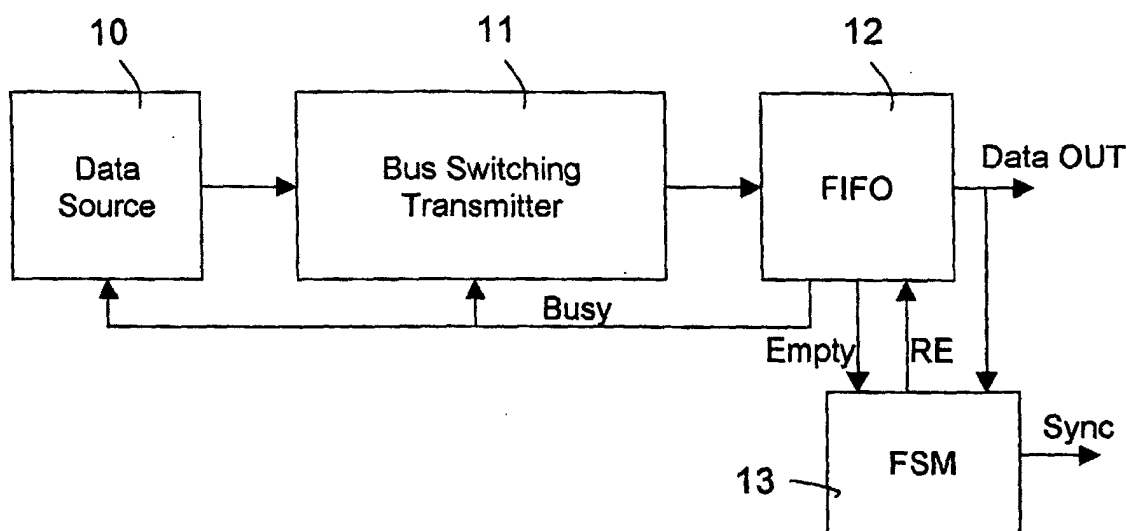 10
11
12
Data
Source
Bus Switching
Transmitter
FIFO
Data OUT
Busy
Empty
RE
FSM
Sync
13